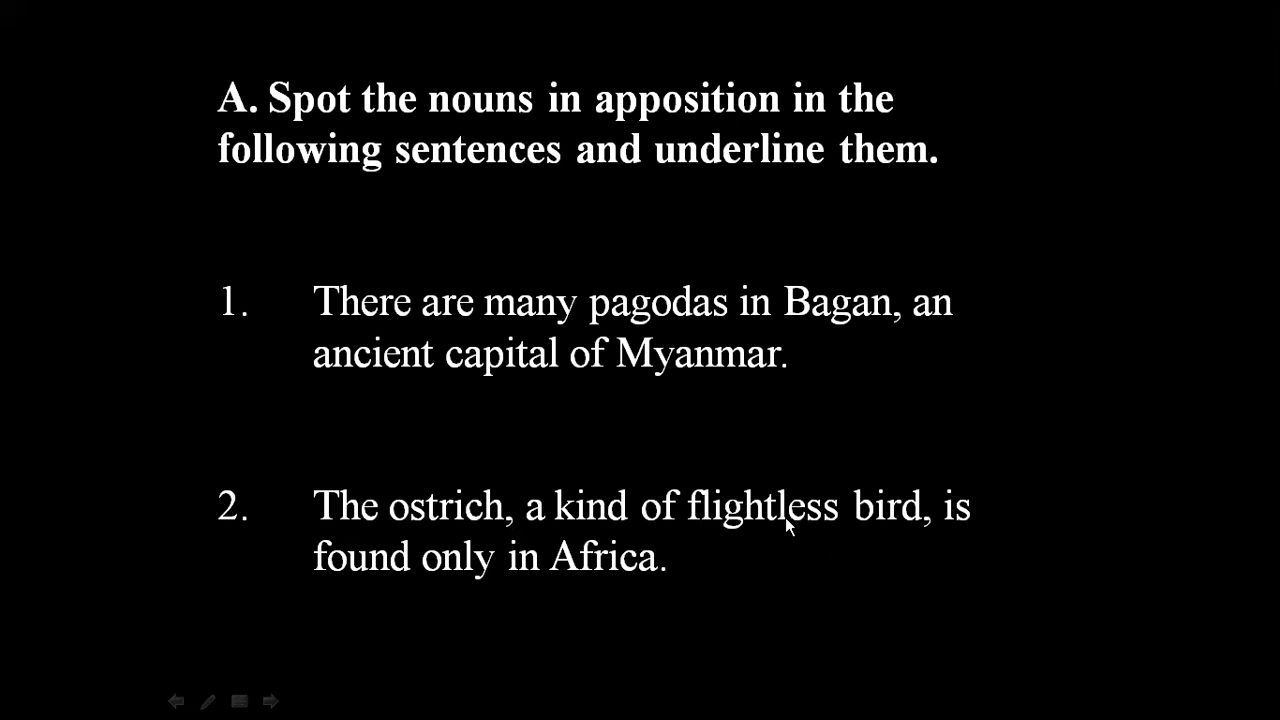 A. Spot the nouns in apposition in the
following sentences and underline them.
1. There are many pagodas in Bagan, an
ancient capital of Myanmar.
2. The ostrich, a kind of flightless bird, is
found only in Africa.